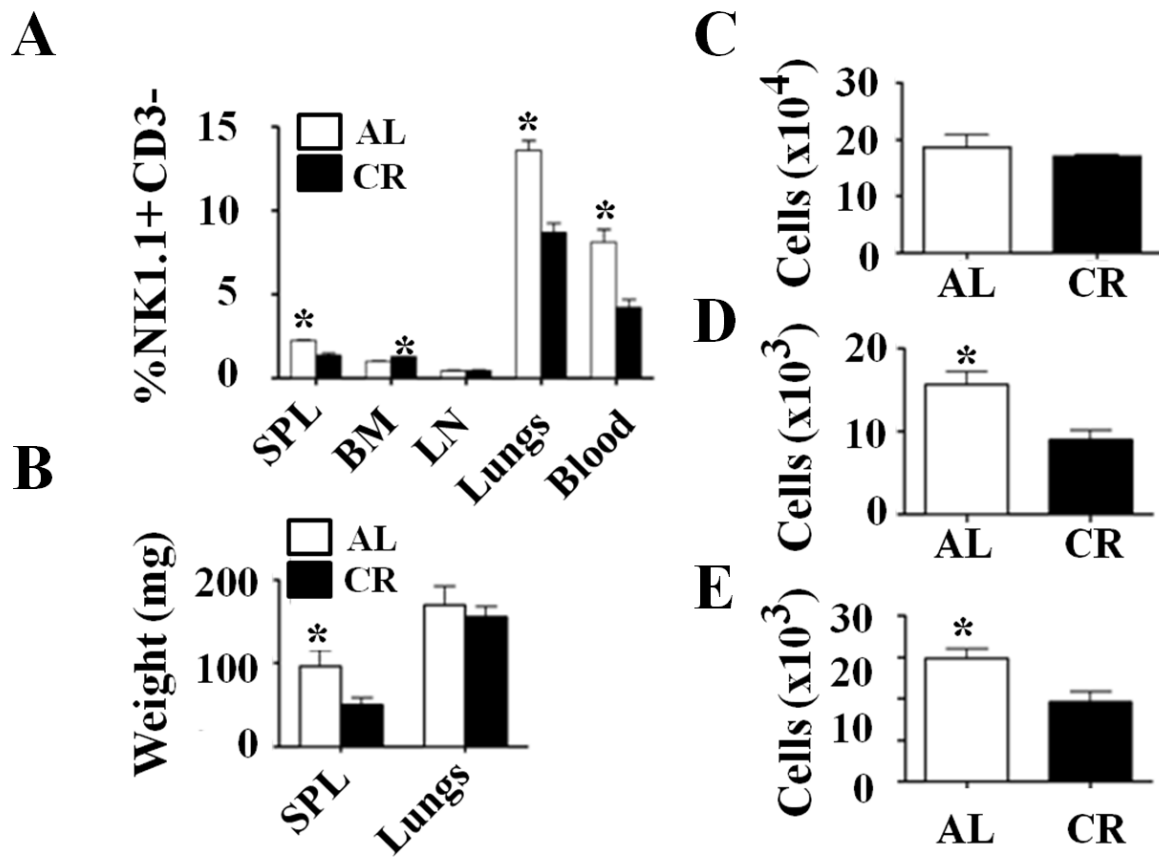 A
%NK1.1+CD3-
15
10
5
0
AL
CR
*
*
*
*
SPL
BM
LN
Lungs
Blood
B
Weight (mg)
200
100
0
AL
CR
*
SPL
Lungs
C
Cells (x10⁴)
30
20
10
0
AL
CR
D
Cells (x10³)
20
10
0
*
AL
CR
E
Cells (x10³)
30
20
10
0
*
AL
CR